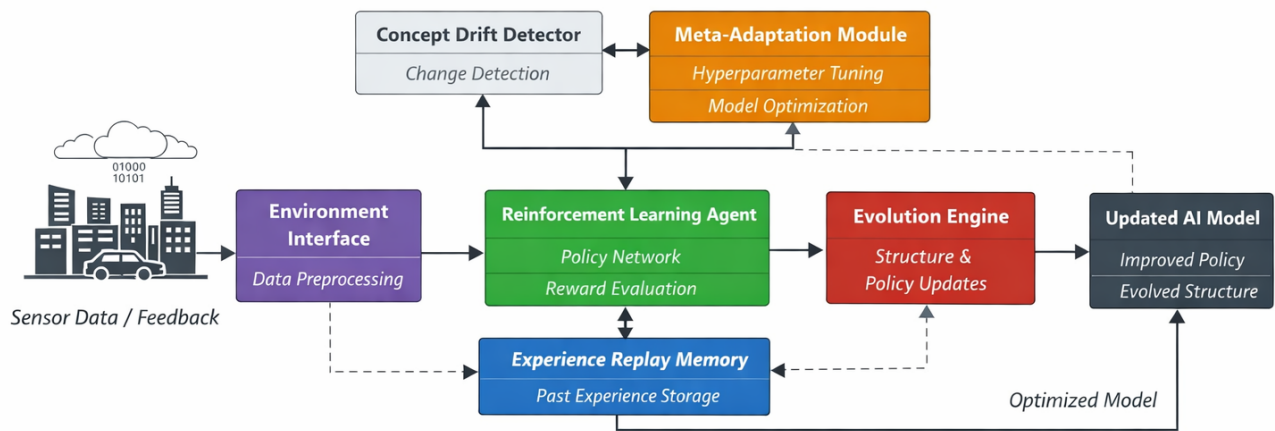 Concept Drift Detector
Change Detection
Meta-Adaptation Module
Hyperparameter Tuning
Model Optimization
01000
10101
Sensor Data / Feedback
Environment
Interface
Data Preprocessing
Reinforcement Learning Agent
Policy Network
Reward Evaluation
Evolution Engine
Structure &
Policy Updates
Updated AI Model
Improved Policy
Evolved Structure
Experience Replay Memory
Past Experience Storage
Optimized Model